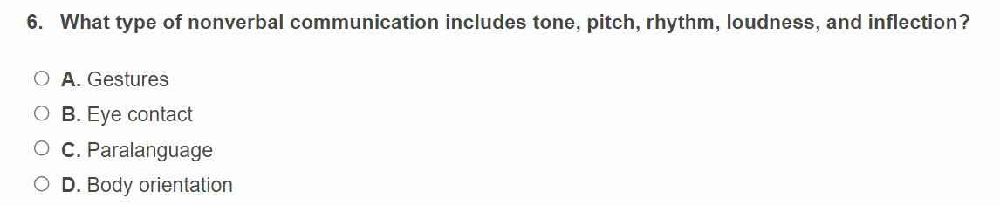 6. What type of nonverbal communication includes tone, pitch, rhythm, loudness, and inflection?
A. Gestures
B. Eye contact
C. Paralanguage
D. Body orientation